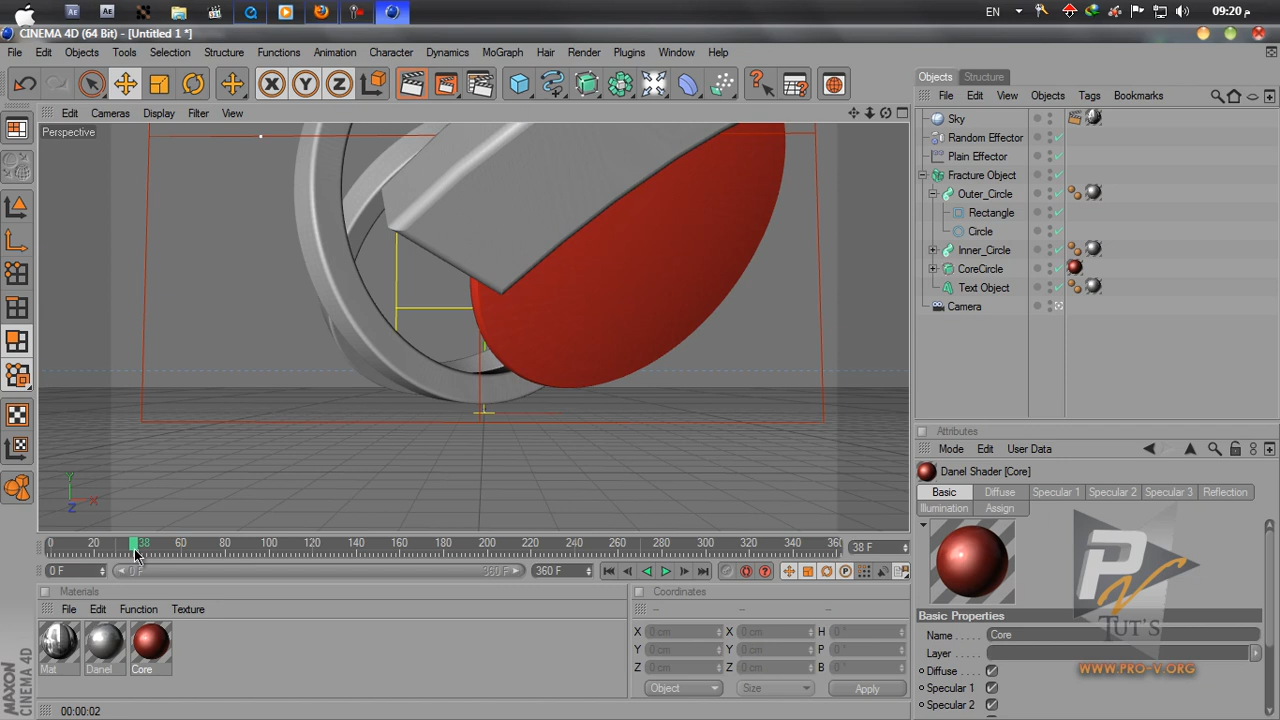 EN
09:20 م
CINEMA 4D (64 Bit) - [Untitled 1 *]
File Edit Objects Tools Selection Structure Functions Animation Character Dynamics MoGraph Hair Render Plugins Window Help
X Y Z
Objects Structure
File Edit View Objects Tags Bookmarks
Edit Cameras Display Filter View
Perspective
Sky
Random Effector
Plain Effector
Fracture Object
Outer_Circle
Rectangle
Circle
Inner_Circle
CoreCircle
Text Object
Camera
Y
X
Z
Attributes
Mode Edit User Data
Danel Shader [Core]
Basic Diffuse Specular 1 Specular 2 Specular 3 Reflection
Illumination Assign
0 20 38 60 80 100 120 140 160 180 200 220 240 260 280 300 320 340 36
38 F
0 F
0 F
360 F
360 F
Materials
File Edit Function Texture
Mat Danel Core
Coordinates
-- -- --
X 0 cm X 0 cm H 0 °
Y 0 cm Y 0 cm P 0 °
Z 0 cm Z 0 cm B 0 °
Object Size Apply
Basic Properties
Name Core
Layer
Diffuse
Specular 1
Specular 2
PV
TUT'S
WWW.PRO-V.ORG
MAXON
CINEMA 4D
00:00:02